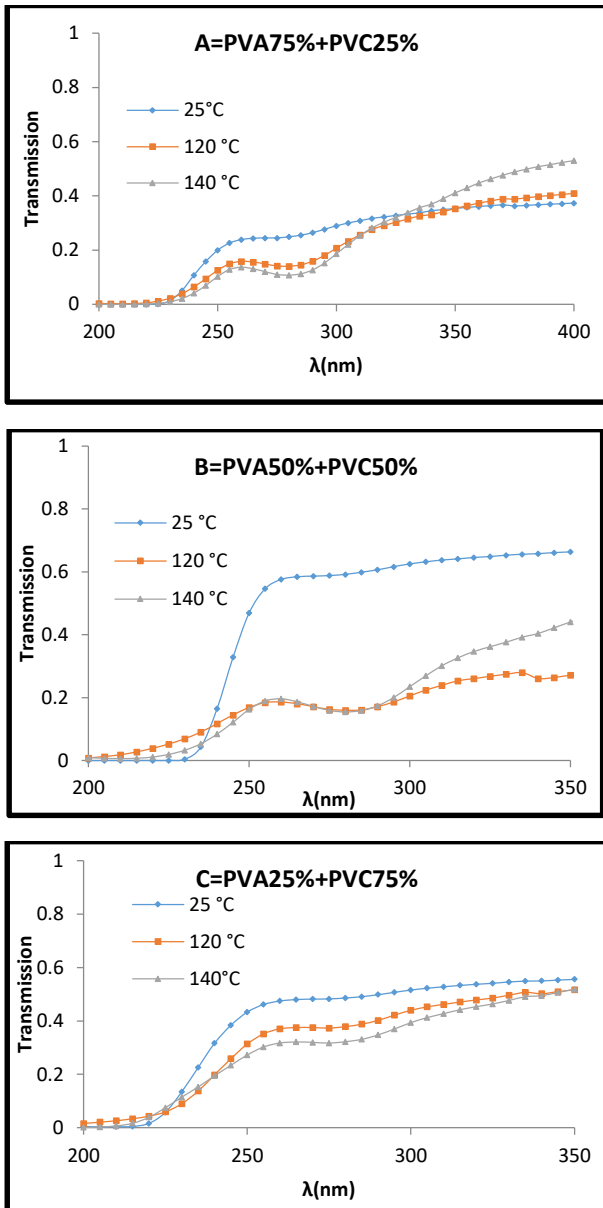 A=PVA75%+PVC25%
Transmission
1
0.8
0.6
0.4
0.2
0
25°C
120 °C
140 °C
200 250 300 350 400
λ(nm)
B=PVA50%+PVC50%
Transmission
1
0.8
0.6
0.4
0.2
0
25 °C
120 °C
140 °C
200 250 300 350
λ(nm)
C=PVA25%+PVC75%
Transmission
1
0.8
0.6
0.4
0.2
0
25 °C
120 °C
140°C
200 250 300 350
λ(nm)